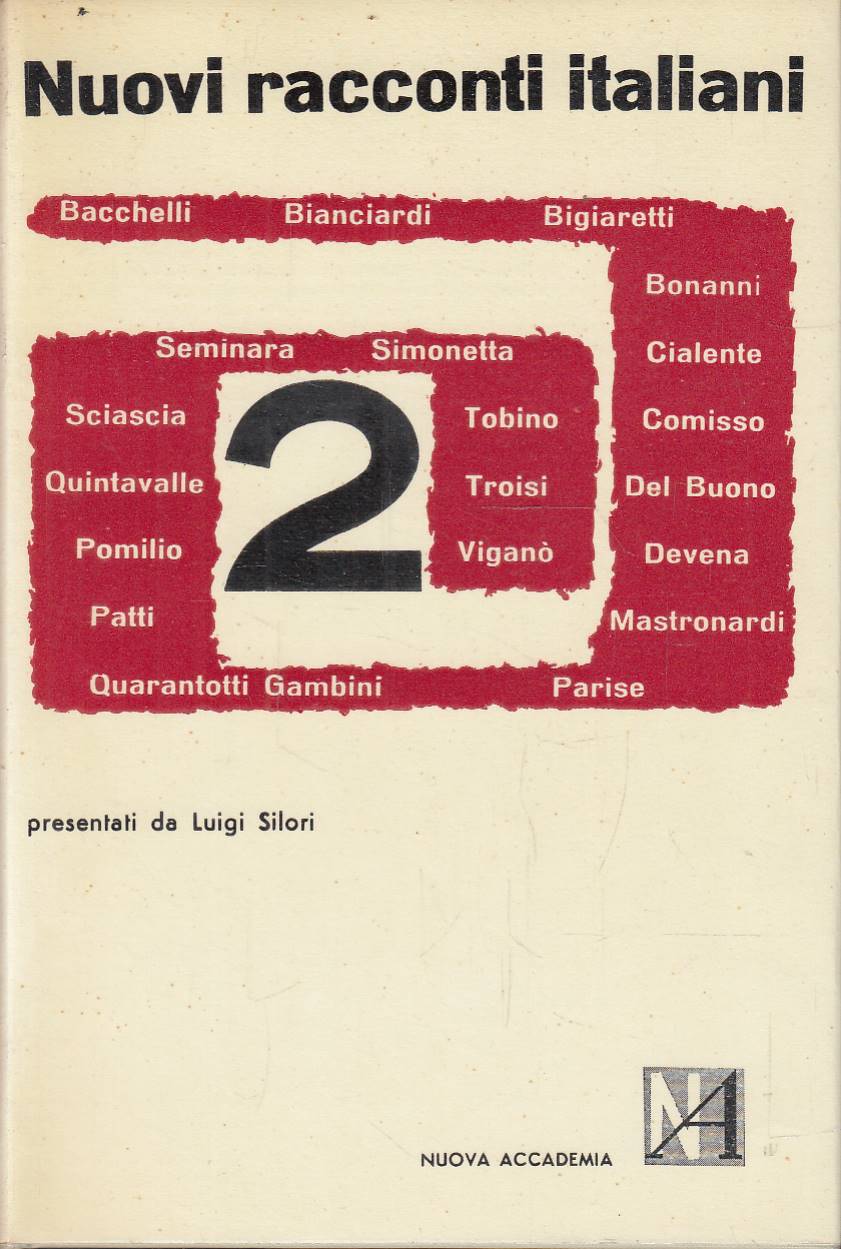 Nuovi racconti italiani
Bacchelli Bianciardi Bigiaretti
Bonanni
Seminara Simonetta Cialente
Sciascia Tobino Comisso
2
Quintavalle Troisi Del Buono
Pomilio Viganò Devena
Patti Mastronardi
Quarantotti Gambini Parise
presentati da Luigi Silori
NUOVA ACCADEMIA
NA